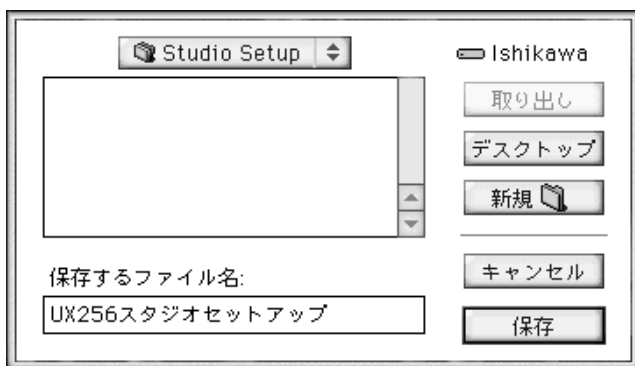 Studio Setup
Ishikawa
取り出し
デスクトップ
新規
キャンセル
保存するファイル名:
UX256スタジオセットアップ
保存